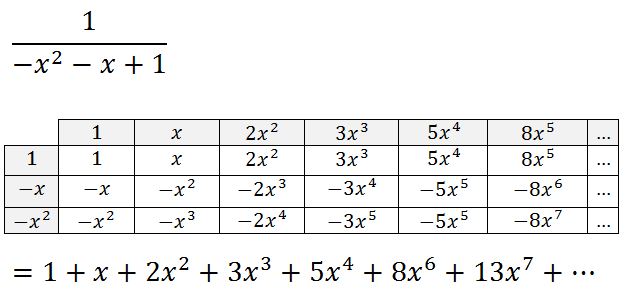 1
−x² − x + 1
1 x 2x² 3x³ 5x⁴ 8x⁵ ...
1 1 x 2x² 3x³ 5x⁴ 8x⁵ ...
−x −x −x² −2x³ −3x⁴ −5x⁵ −8x⁶ ...
−x² −x² −x³ −2x⁴ −3x⁵ −5x⁵ −8x⁷ ...
= 1 + x + 2x² + 3x³ + 5x⁴ + 8x⁶ + 13x⁷ + ⋯